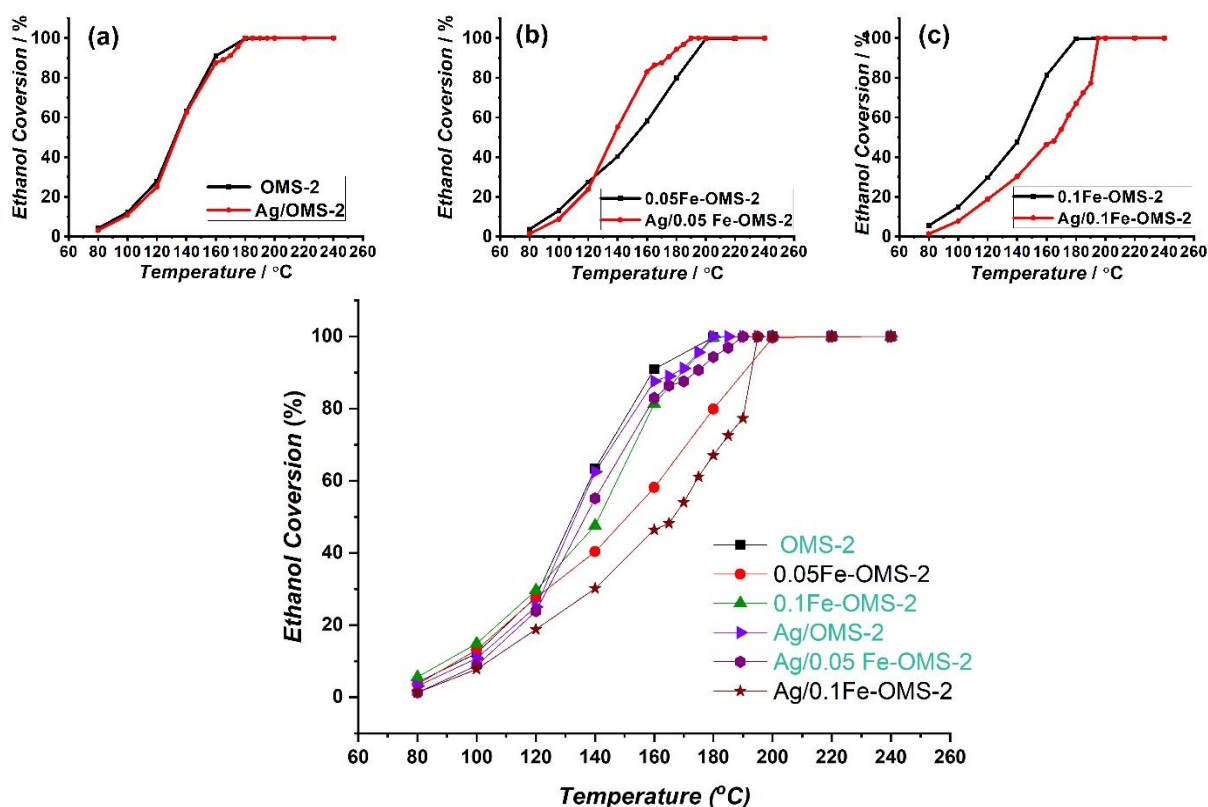 (a)
Ethanol Coversion / %
100
80
60
40
20
0
OMS-2
Ag/OMS-2
60 80 100 120 140 160 180 200 220 240 260
Temperature / °C
(b)
Ethanol Coversion / %
100
80
60
40
20
0
0.05Fe-OMS-2
Ag/0.05 Fe-OMS-2
60 80 100 120 140 160 180 200 220 240 260
Temperature / °C
(c)
Ethanol Coversion / %
100
80
60
40
20
0
0.1Fe-OMS-2
Ag/0.1Fe-OMS-2
60 80 100 120 140 160 180 200 220 240 260
Temperature / °C
Ethanol Coversion (%)
100
80
60
40
20
0
OMS-2
0.05Fe-OMS-2
0.1Fe-OMS-2
Ag/OMS-2
Ag/0.05 Fe-OMS-2
Ag/0.1Fe-OMS-2
60 80 100 120 140 160 180 200 220 240 260
Temperature (°C)